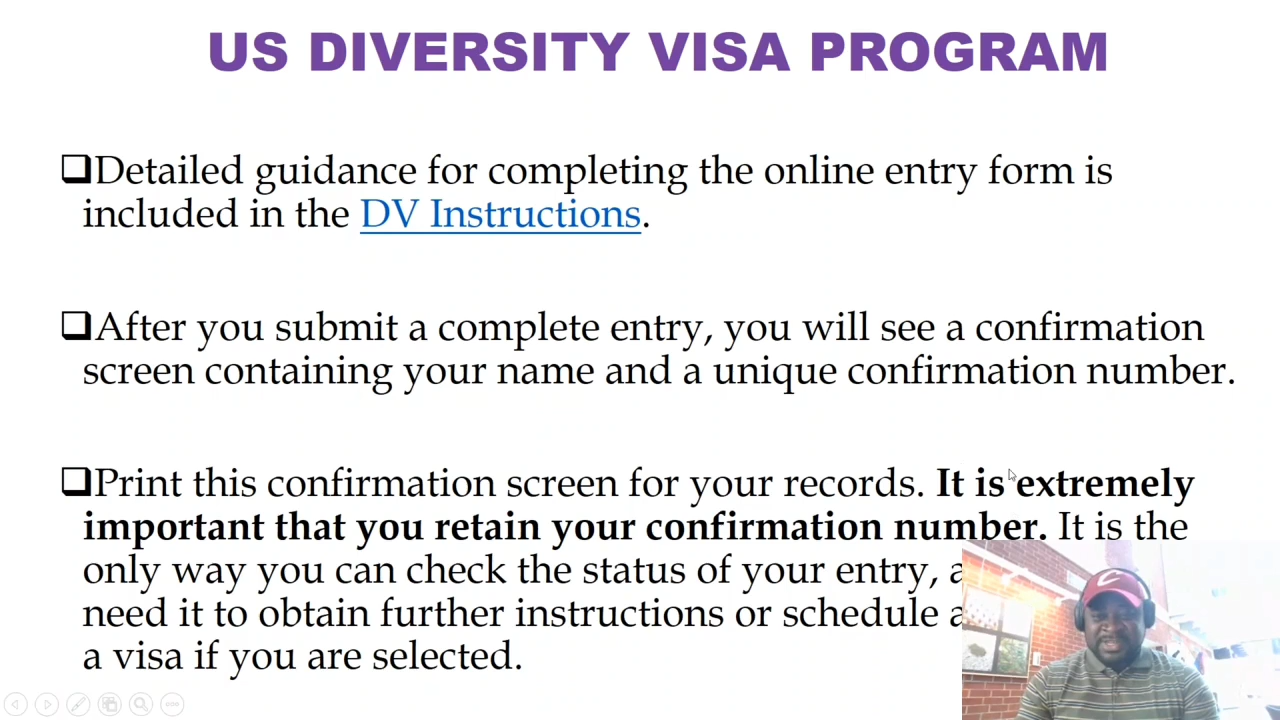 US DIVERSITY VISA PROGRAM
❑Detailed guidance for completing the online entry form is
included in the DV Instructions.
❑After you submit a complete entry, you will see a confirmation
screen containing your name and a unique confirmation number.
❑Print this confirmation screen for your records. It is extremely
important that you retain your confirmation number. It is the
only way you can check the status of your entry,
need it to obtain further instructions or schedule
a visa if you are selected.
C